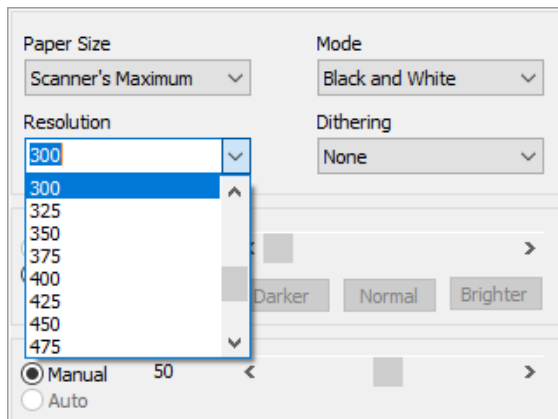 Paper Size
Mode
Scanner's Maximum
Black and White
Resolution
Dithering
300
None
300
325
350
375
400
425
450
475
Darker
Normal
Brighter
Manual
50
Auto